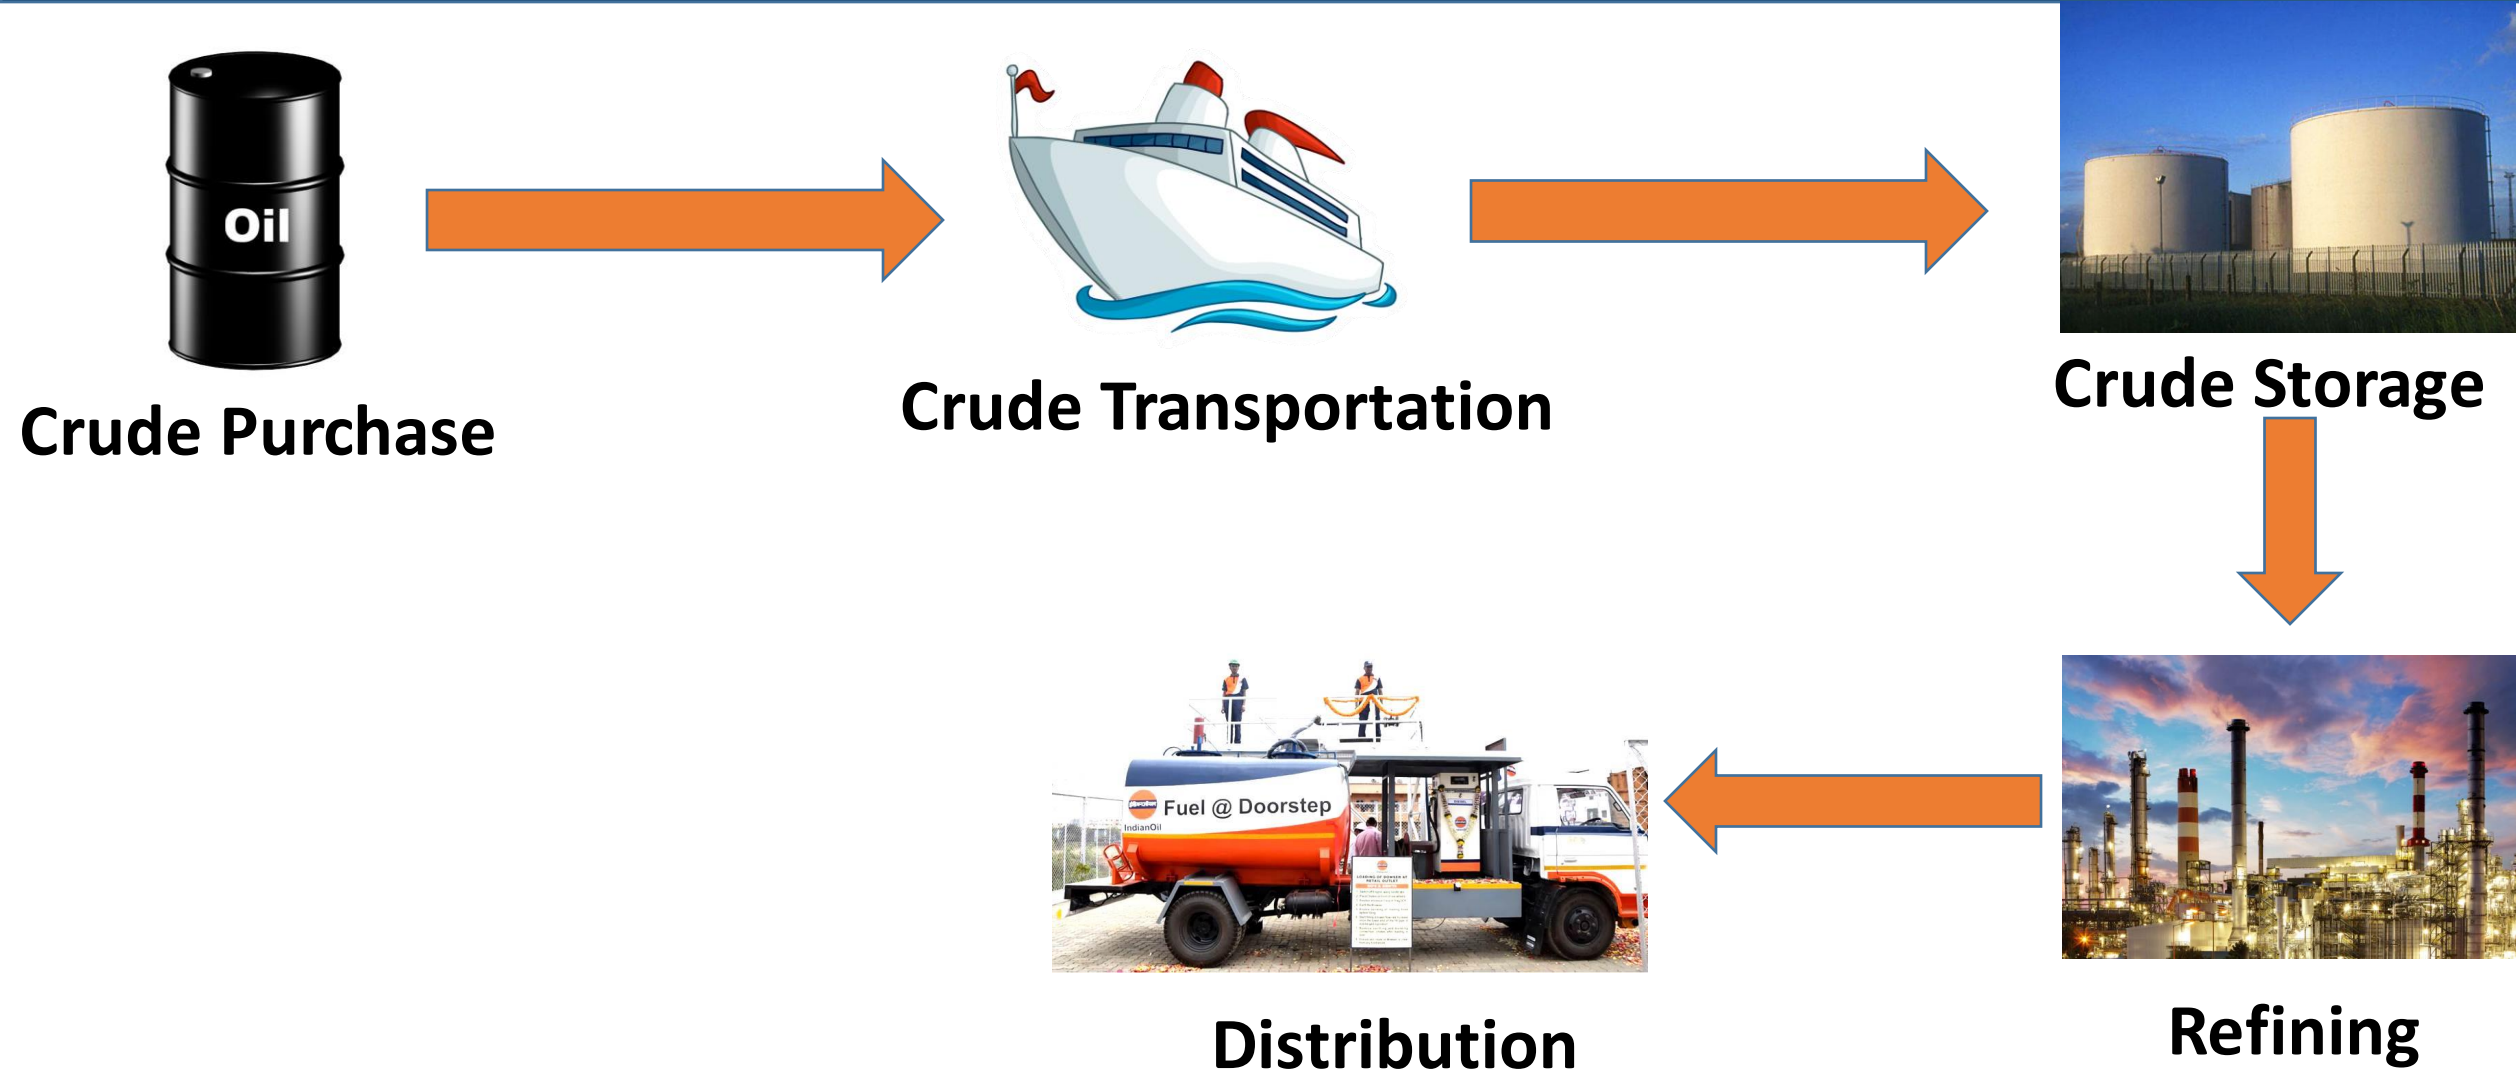 Oil
Crude Purchase
Crude Transportation
Crude Storage
Fuel @ Doorstep
IndianOil
Distribution
Refining